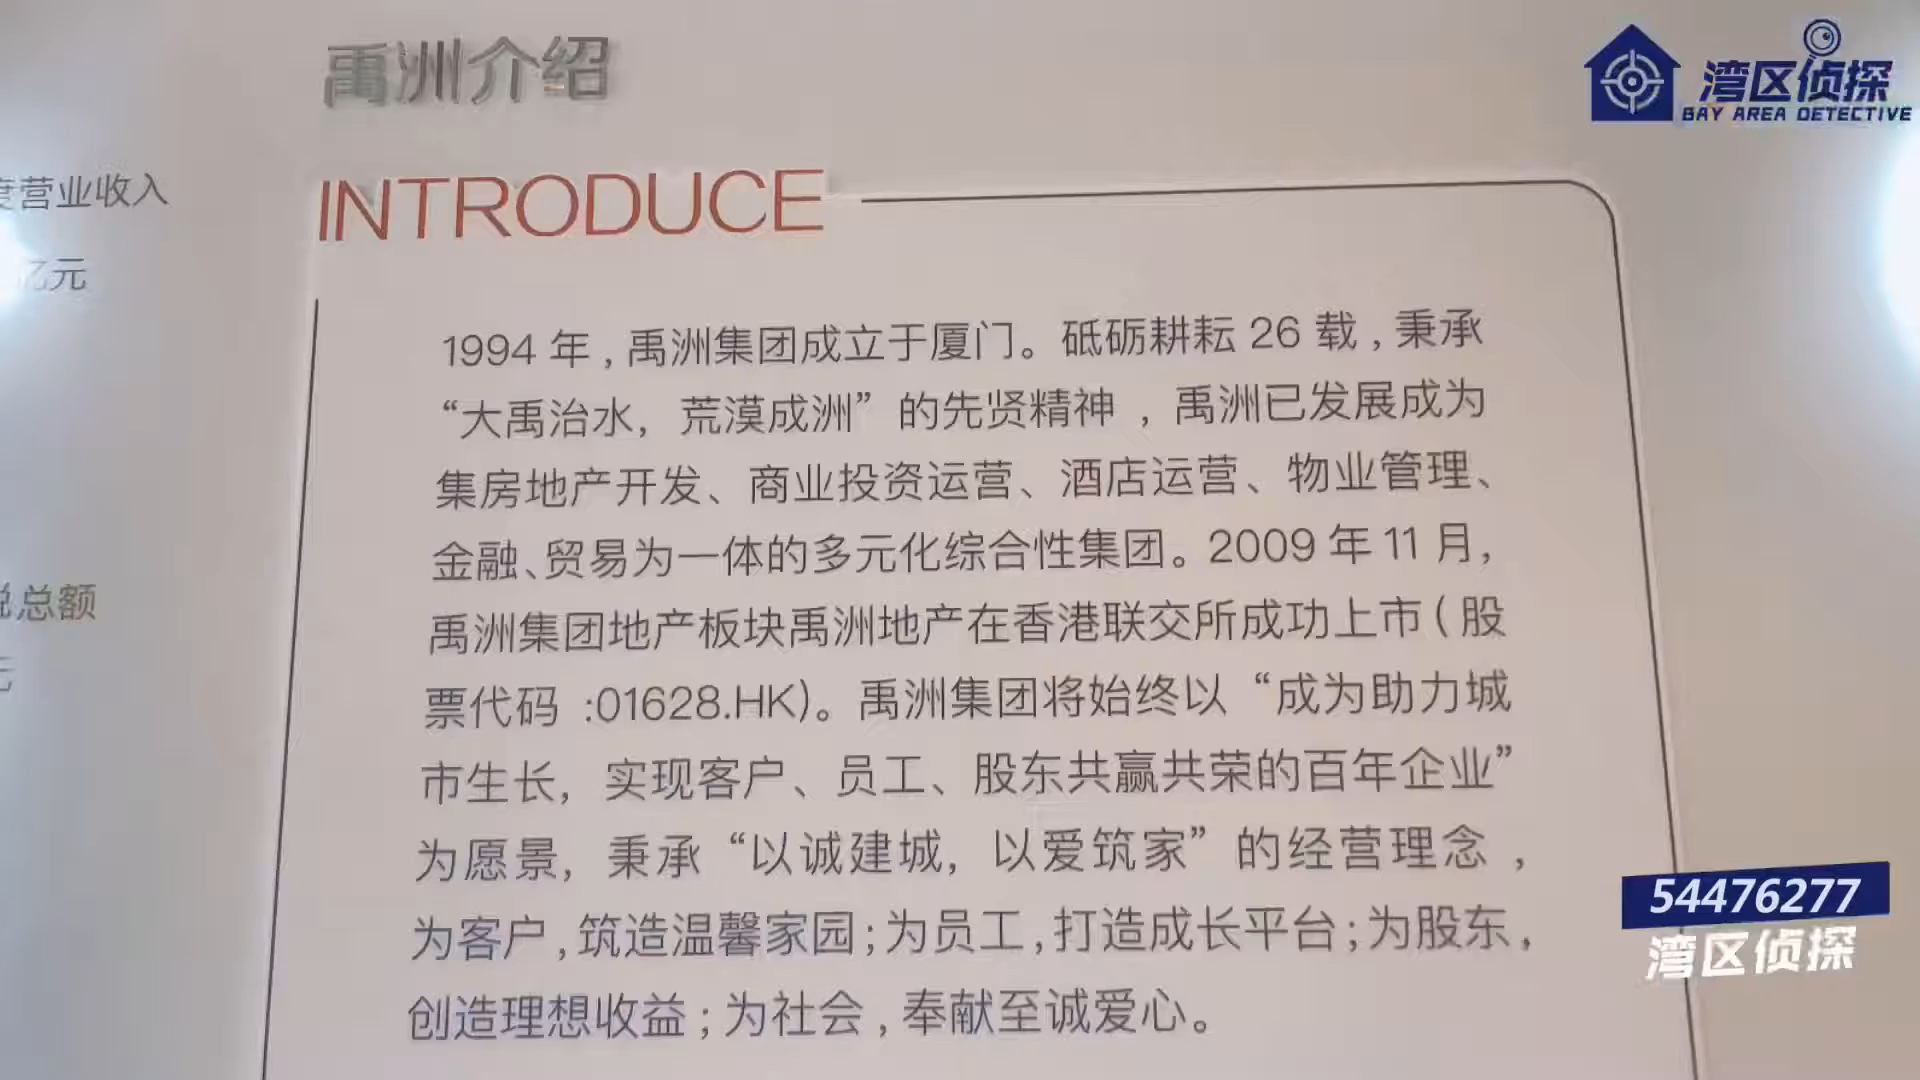 禹洲介绍
湾区侦探
BAY AREA DETECTIVE
INTRODUCE
营业收入
亿元
总额
1994 年，禹洲集团成立于厦门。砥砺耕耘 26 载，秉承
“大禹治水，荒漠成洲”的先贤精神，禹洲已发展成为
集房地产开发、商业投资运营、酒店运营、物业管理、
金融、贸易为一体的多元化综合性集团。2009 年 11 月，
禹洲集团地产板块禹洲地产在香港联交所成功上市（股
票代码 :01628.HK)。禹洲集团将始终以“成为助力城
市生长，实现客户、员工、股东共赢共荣的百年企业”
为愿景，秉承“以诚建城，以爱筑家”的经营理念，
为客户，筑造温馨家园；为员工，打造成长平台；为股东，
创造理想收益；为社会，奉献至诚爱心。
54476277
湾区侦探